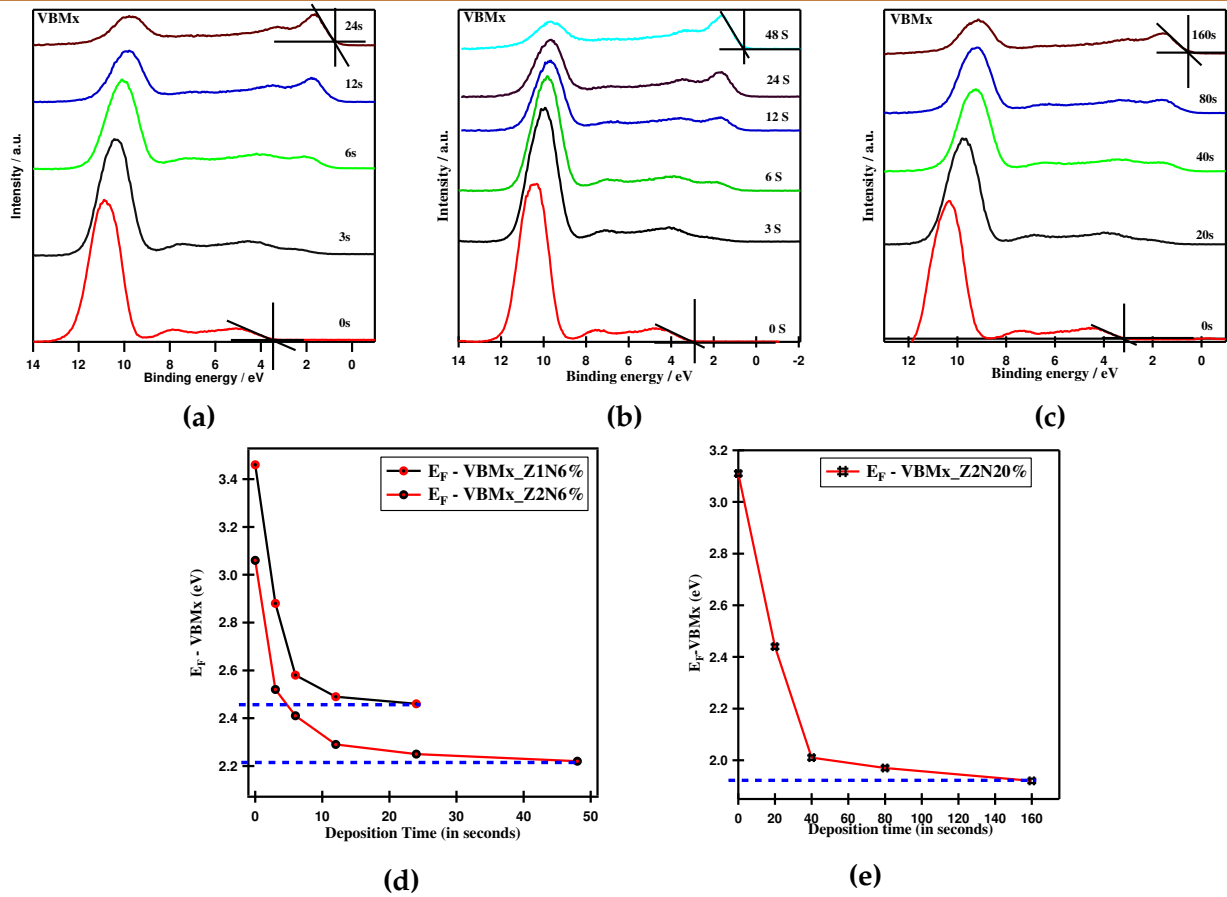 VBMx
24s
12s
6s
3s
0s
Intensity / a.u.
14 12 10 8 6 4 2 0
Binding energy / eV
(a)
VBMx
48 S
24 S
12 S
6 S
3 S
0 S
Intensity / a.u.
14 12 10 8 6 4 2 0 -2
Binding energy / eV
(b)
VBMx
160s
80s
40s
20s
0s
Intensity / a.u.
12 10 8 6 4 2 0
Binding energy / eV
(c)
E_F - VBMx_Z1N6%
E_F - VBMx_Z2N6%
3.4
3.2
3.0
2.8
2.6
2.4
2.2
E_F - VBMx (eV)
0 10 20 30 40 50
Deposition Time (in seconds)
(d)
E_F - VBMx_Z2N20%
3.2
3.0
2.8
2.6
2.4
2.2
2.0
E_F-VBMx (eV)
0 20 40 60 80 100 120 140 160
Deposition time (in seconds)
(e)